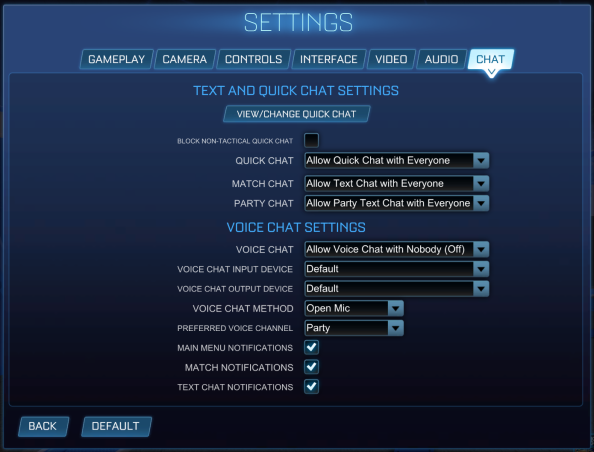 SETTINGS
GAMEPLAY CAMERA CONTROLS INTERFACE VIDEO AUDIO CHAT
TEXT AND QUICK CHAT SETTINGS
VIEW/CHANGE QUICK CHAT
BLOCK NON-TACTICAL QUICK CHAT
QUICK CHAT Allow Quick Chat with Everyone
MATCH CHAT Allow Text Chat with Everyone
PARTY CHAT Allow Party Text Chat with Everyone
VOICE CHAT SETTINGS
VOICE CHAT Allow Voice Chat with Nobody (Off)
VOICE CHAT INPUT DEVICE Default
VOICE CHAT OUTPUT DEVICE Default
VOICE CHAT METHOD Open Mic
PREFERRED VOICE CHANNEL Party
MAIN MENU NOTIFICATIONS
MATCH NOTIFICATIONS
TEXT CHAT NOTIFICATIONS
BACK DEFAULT